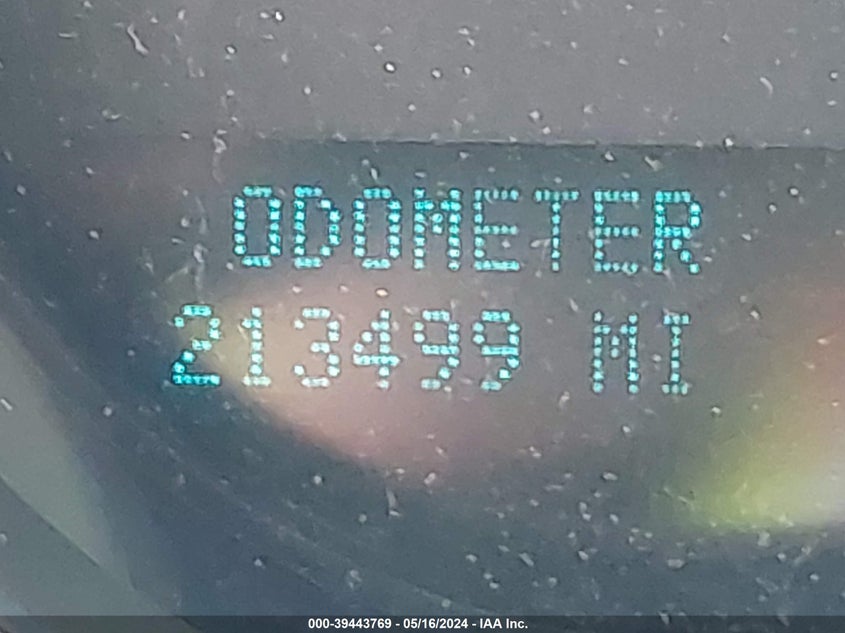 ODOMETER
213499 MI
000-39443769 - 05/16/2024 - IAA Inc.